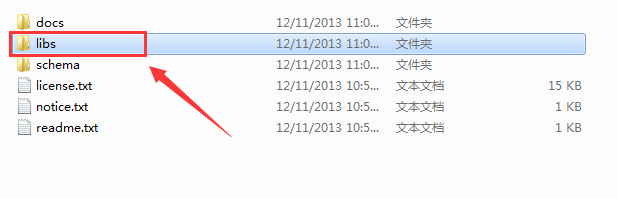 docs 12/11/2013 11:0... 文件夹
libs 12/11/2013 11:0... 文件夹
schema 12/11/2013 11:0... 文件夹
license.txt 12/11/2013 10:5... 文本文档 15 KB
notice.txt 12/11/2013 10:5... 文本文档 1 KB
readme.txt 12/11/2013 10:5... 文本文档 1 KB